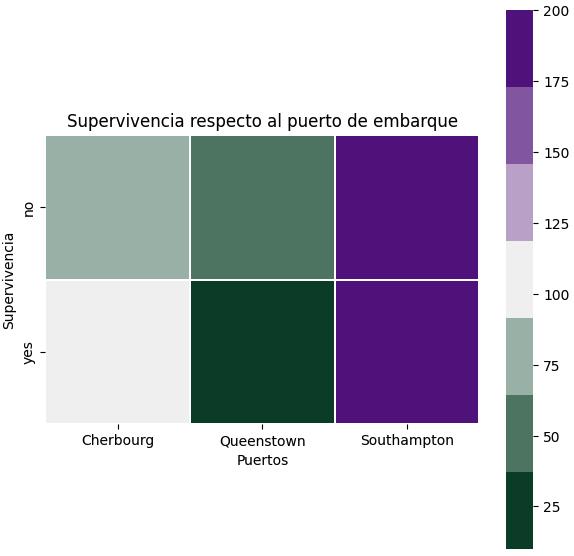 Supervivencia respecto al puerto de embarque
Supervivencia
no
yes
Cherbourg
Queenstown
Southampton
Puertos
200
175
150
125
100
75
50
25